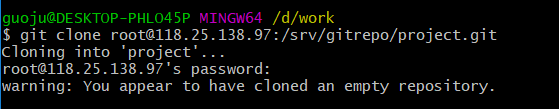 guoju@DESKTOP-PHLO45P MINGW64 /d/work
$ git clone root@118.25.138.97:/srv/gitrepo/project.git
Cloning into 'project'...
root@118.25.138.97's password:
warning: You appear to have cloned an empty repository.